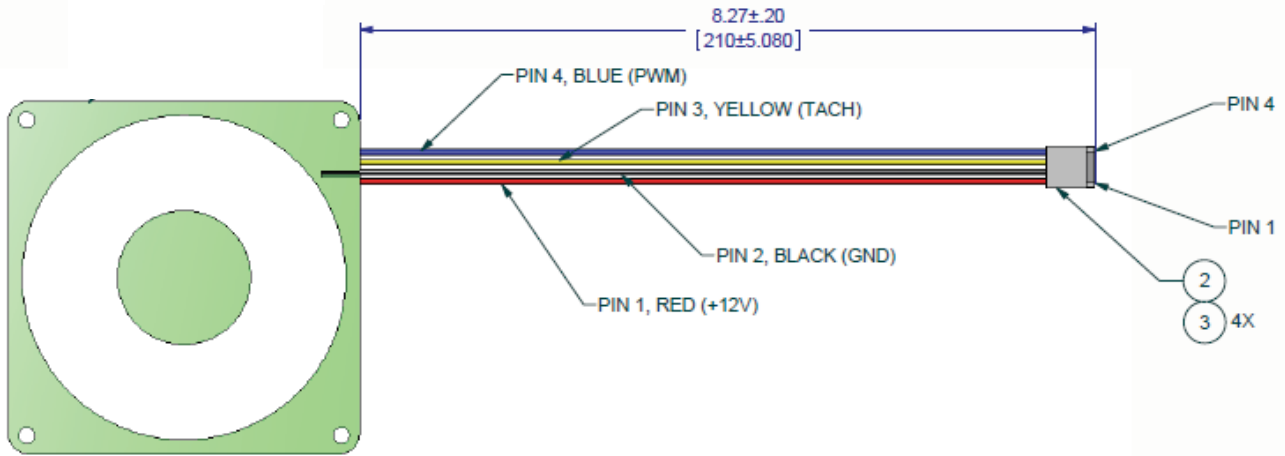 8.27±.20
[210±5.080]
PIN 4, BLUE (PWM)
PIN 3, YELLOW (TACH)
PIN 4
PIN 1
PIN 2, BLACK (GND)
PIN 1, RED (+12V)
2
3 4X